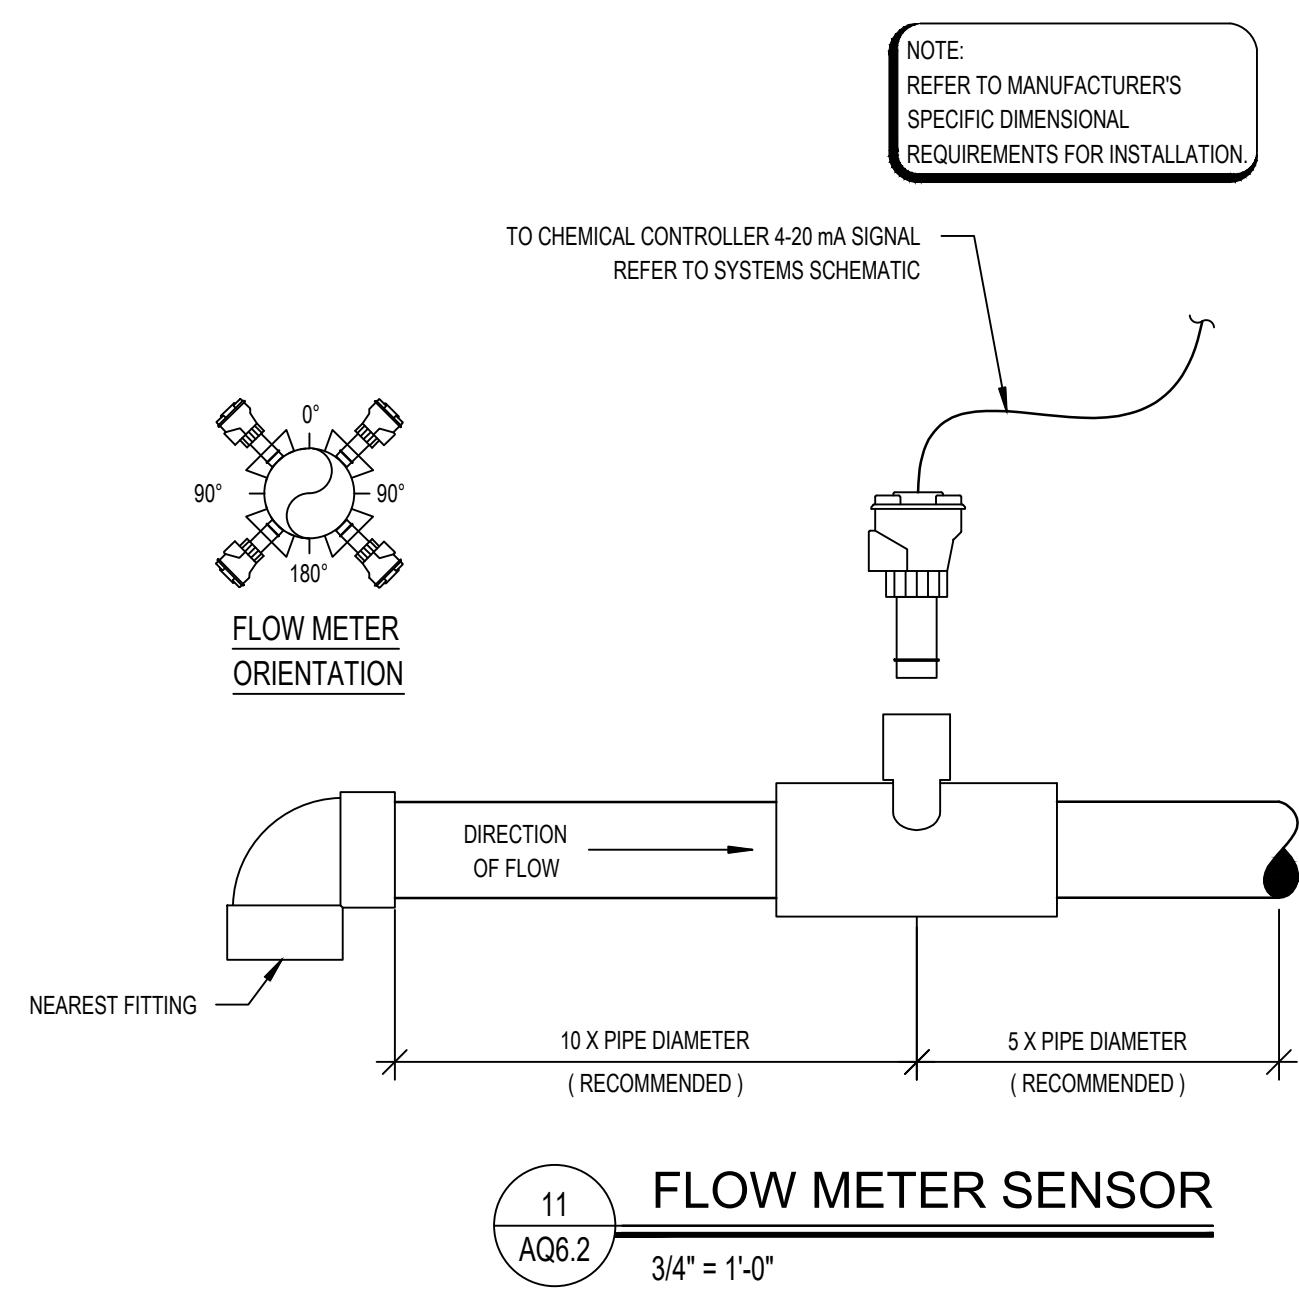 NOTE:
REFER TO MANUFACTURER'S
SPECIFIC DIMENSIONAL
REQUIREMENTS FOR INSTALLATION.
TO CHEMICAL CONTROLLER 4-20 mA SIGNAL
REFER TO SYSTEMS SCHEMATIC
0°
90°
90°
180°
FLOW METER
ORIENTATION
DIRECTION
OF FLOW
NEAREST FITTING
10 X PIPE DIAMETER
( RECOMMENDED )
5 X PIPE DIAMETER
( RECOMMENDED )
11
AQ6.2
FLOW METER SENSOR
3/4" = 1'-0"